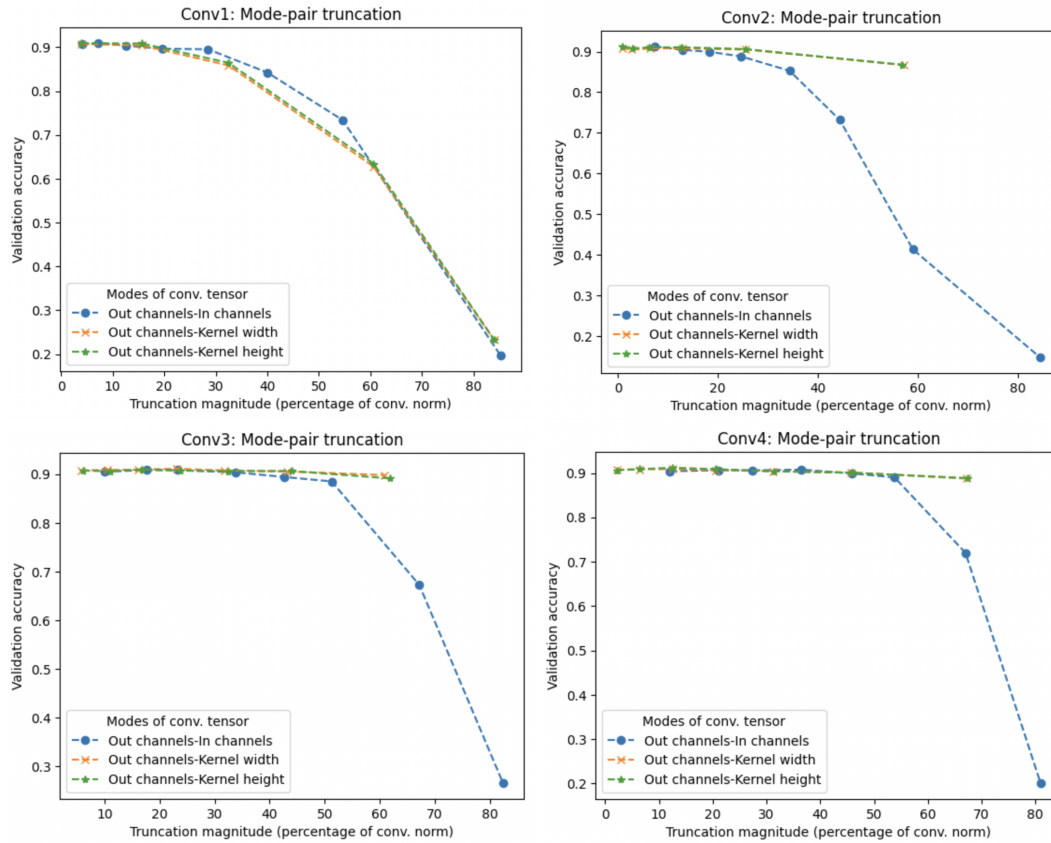 Conv1: Mode-pair truncation
Validation accuracy
0.9
0.8
0.7
0.6
0.5
0.4
0.3
0.2
Modes of conv. tensor
Out channels-In channels
Out channels-Kernel width
Out channels-Kernel height
0 10 20 30 40 50 60 70 80
Truncation magnitude (percentage of conv. norm)
Conv2: Mode-pair truncation
Validation accuracy
0.9
0.8
0.7
0.6
0.5
0.4
0.3
0.2
Modes of conv. tensor
Out channels-In channels
Out channels-Kernel width
Out channels-Kernel height
0 20 40 60 80
Truncation magnitude (percentage of conv. norm)
Conv3: Mode-pair truncation
Validation accuracy
0.9
0.8
0.7
0.6
0.5
0.4
0.3
Modes of conv. tensor
Out channels-In channels
Out channels-Kernel width
Out channels-Kernel height
10 20 30 40 50 60 70 80
Truncation magnitude (percentage of conv. norm)
Conv4: Mode-pair truncation
Validation accuracy
0.9
0.8
0.7
0.6
0.5
0.4
0.3
0.2
Modes of conv. tensor
Out channels-In channels
Out channels-Kernel width
Out channels-Kernel height
0 10 20 30 40 50 60 70 80
Truncation magnitude (percentage of conv. norm)